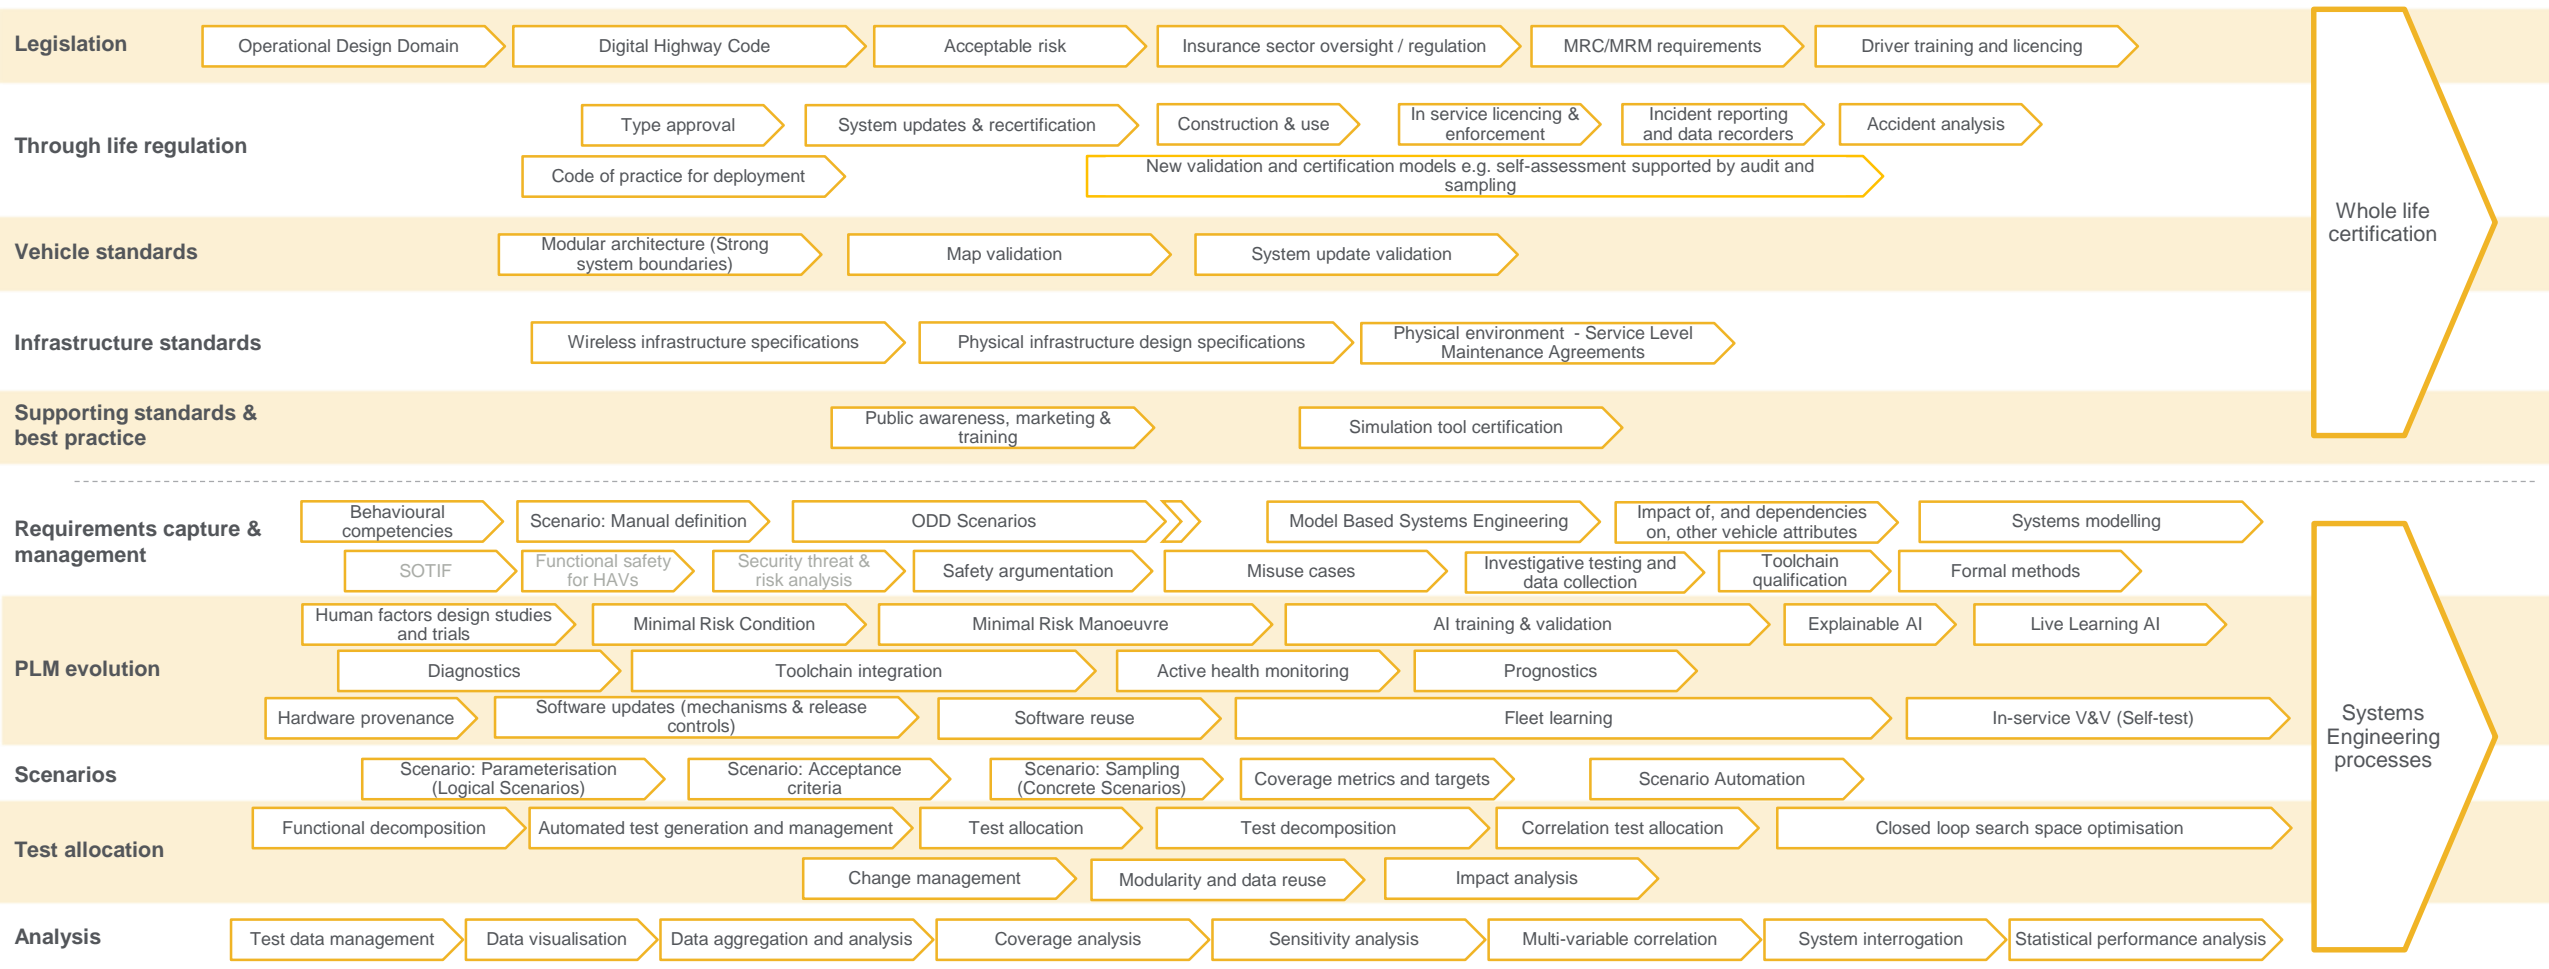 Legislation
Operational Design Domain
Digital Highway Code
Acceptable risk
Insurance sector oversight / regulation
MRC/MRM requirements
Driver training and licencing
Through life regulation
Type approval
System updates & recertification
Construction & use
In service licencing &
enforcement
Incident reporting
and data recorders
Accident analysis
Code of practice for deployment
New validation and certification models e.g. self-assessment supported by audit and
sampling
Whole life
certification
Vehicle standards
Modular architecture (Strong
system boundaries)
Map validation
System update validation
Infrastructure standards
Wireless infrastructure specifications
Physical infrastructure design specifications
Physical environment  - Service Level
Maintenance Agreements
Supporting standards &
best practice
Public awareness, marketing &
training
Simulation tool certification
Requirements capture &
management
Behavioural
competencies
Scenario: Manual definition
ODD Scenarios
Model Based Systems Engineering
Impact of, and dependencies
on, other vehicle attributes
Systems modelling
SOTIF
Functional safety
for HAVs
Security threat &
risk analysis
Safety argumentation
Misuse cases
Investigative testing and
data collection
Toolchain
qualification
Formal methods
PLM evolution
Human factors design studies
and trials
Minimal Risk Condition
Minimal Risk Manoeuvre
AI training & validation
Explainable AI
Live Learning AI
Diagnostics
Toolchain integration
Active health monitoring
Prognostics
Hardware provenance
Software updates (mechanisms & release
controls)
Software reuse
Fleet learning
In-service V&V (Self-test)
Systems
Engineering
processes
Scenarios
Scenario: Parameterisation
(Logical Scenarios)
Scenario: Acceptance
criteria
Scenario: Sampling
(Concrete Scenarios)
Coverage metrics and targets
Scenario Automation
Test allocation
Functional decomposition
Automated test generation and management
Test allocation
Test decomposition
Correlation test allocation
Closed loop search space optimisation
Change management
Modularity and data reuse
Impact analysis
Analysis
Test data management
Data visualisation
Data aggregation and analysis
Coverage analysis
Sensitivity analysis
Multi-variable correlation
System interrogation
Statistical performance analysis